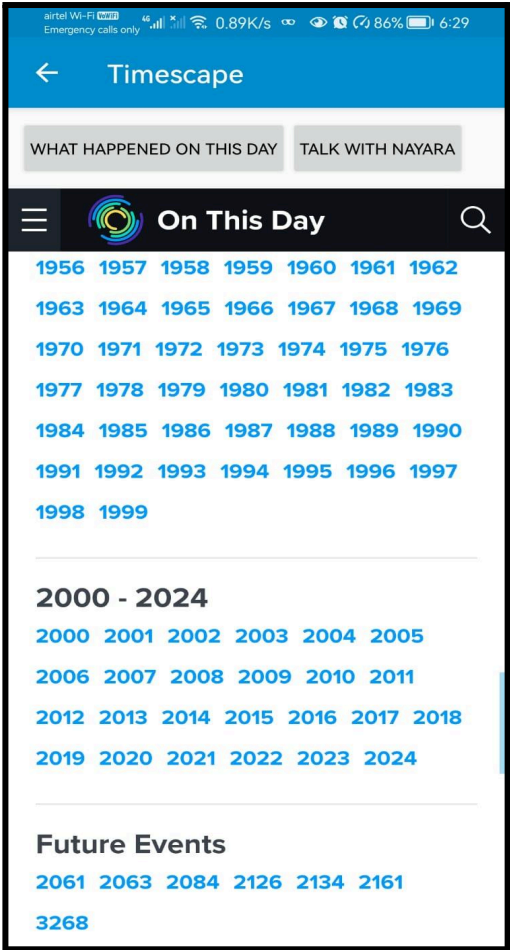 airtel Wi-Fi VoWiFi
Emergency calls only
4G 0.89K/s 86% 6:29
Timescape
WHAT HAPPENED ON THIS DAY TALK WITH NAYARA
On This Day
1956 1957 1958 1959 1960 1961 1962
1963 1964 1965 1966 1967 1968 1969
1970 1971 1972 1973 1974 1975 1976
1977 1978 1979 1980 1981 1982 1983
1984 1985 1986 1987 1988 1989 1990
1991 1992 1993 1994 1995 1996 1997
1998 1999
2000 - 2024
2000 2001 2002 2003 2004 2005
2006 2007 2008 2009 2010 2011
2012 2013 2014 2015 2016 2017 2018
2019 2020 2021 2022 2023 2024
Future Events
2061 2063 2084 2126 2134 2161
3268